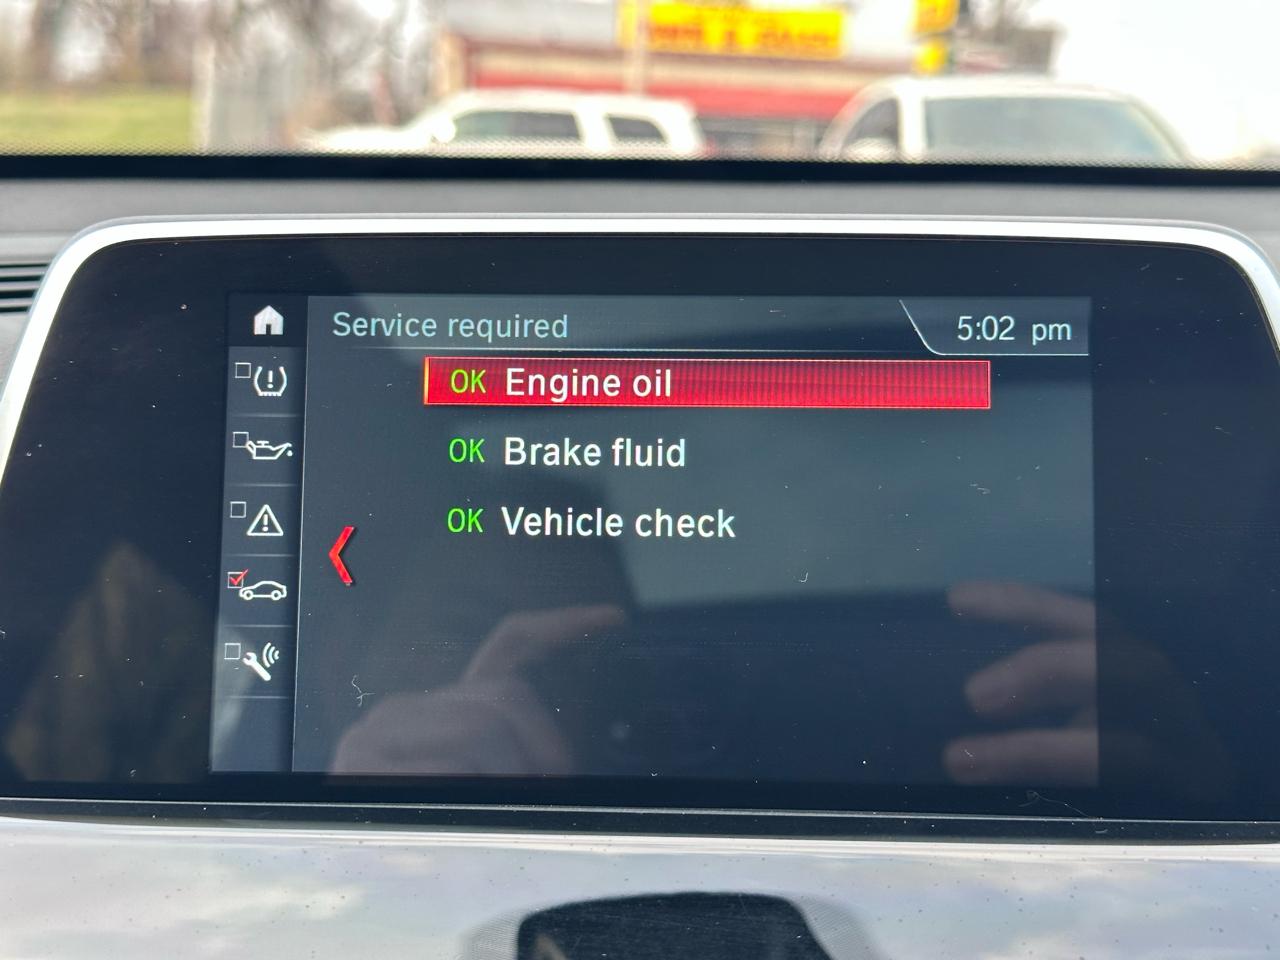 Service required
5:02 pm
OK Engine oil
OK Brake fluid
OK Vehicle check